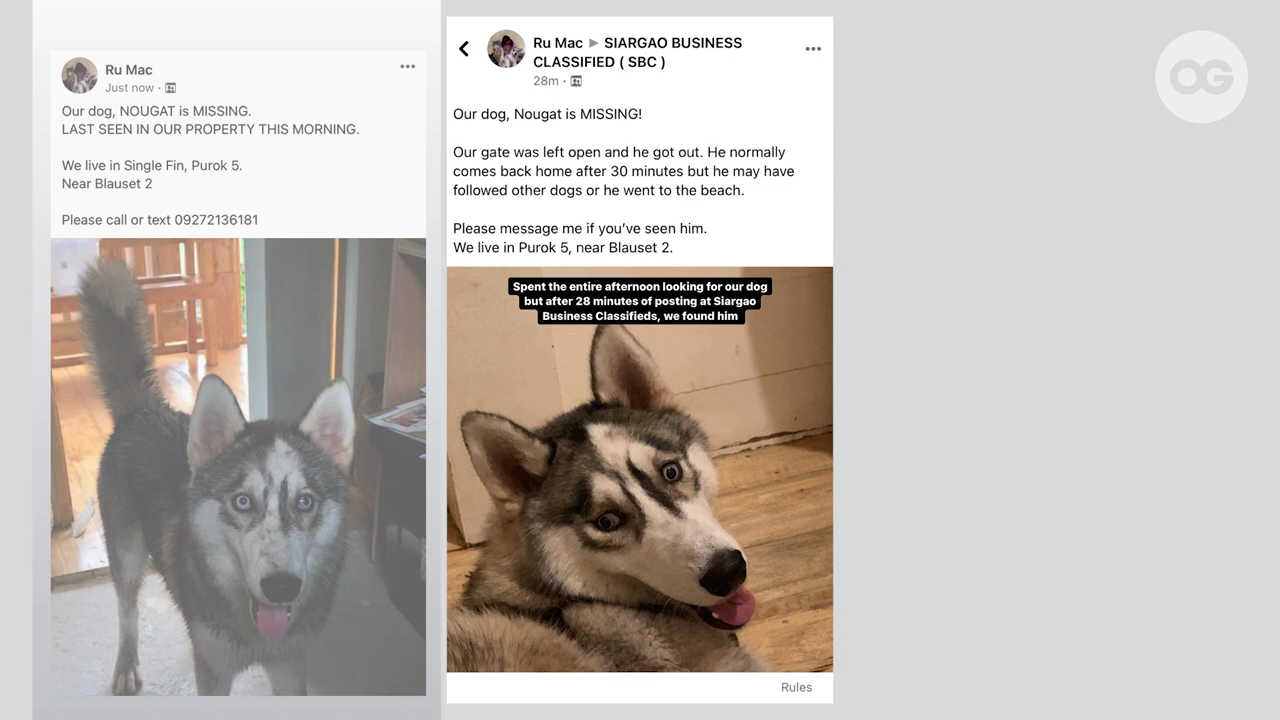 Ru Mac
Just now ·
Our dog, NOUGAT is MISSING.
LAST SEEN IN OUR PROPERTY THIS MORNING.
We live in Single Fin, Purok 5.
Near Blauset 2
Please call or text 09272136181
Ru Mac ▶ SIARGAO BUSINESS
CLASSIFIED ( SBC )
28m ·
Our dog, Nougat is MISSING!
Our gate was left open and he got out. He normally
comes back home after 30 minutes but he may have
followed other dogs or he went to the beach.
Please message me if you’ve seen him.
We live in Purok 5, near Blauset 2.
Spent the entire afternoon looking for our dog
but after 28 minutes of posting at Siargao
Business Classifieds, we found him
Rules
OG